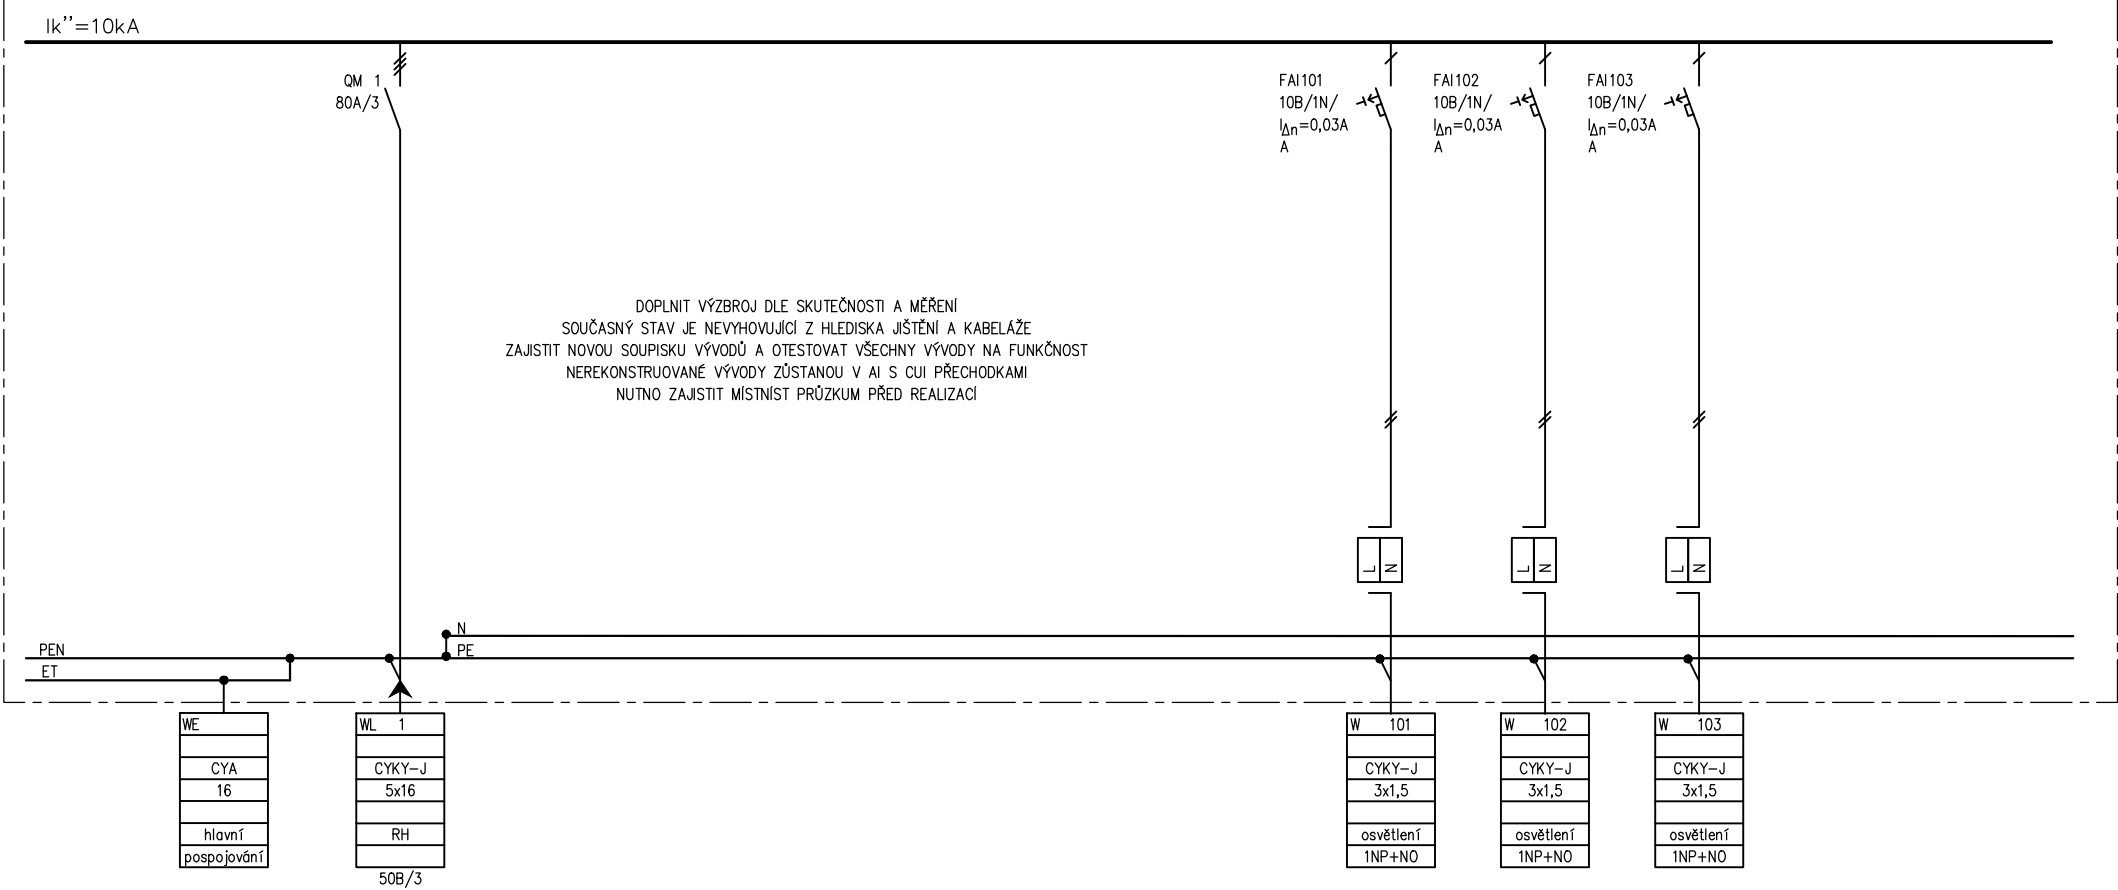 Ik''=10kA
QM 1
80A/3
FAI101
10B/1N/
IΔn=0,03A
A
FAI102
10B/1N/
IΔn=0,03A
A
FAI103
10B/1N/
IΔn=0,03A
A
DOPLNIT VÝZBROJ DLE SKUTEČNOSTI A MĚŘENÍ
SOUČASNÝ STAV JE NEVYHOVUJÍCÍ Z HLEDISKA JIŠTĚNÍ A KABELÁŽE
ZAJISTIT NOVOU SOUPISKU VÝVODŮ A OTESTOVAT VŠECHNY VÝVODY NA FUNKČNOST
NEREKONSTRUOVANÉ VÝVODY ZŮSTANOU V AI S CUI PŘECHODKAMI
NUTNO ZAJISTIT MÍSTNÍST PRŮZKUM PŘED REALIZACÍ
L N
L N
L N
N
PEN
PE
ET
WE
CYA
16
hlavní
pospojování
WL 1
CYKY-J
5x16
RH
50B/3
W 101
CYKY-J
3x1,5
osvětlení
1NP+NO
W 102
CYKY-J
3x1,5
osvětlení
1NP+NO
W 103
CYKY-J
3x1,5
osvětlení
1NP+NO